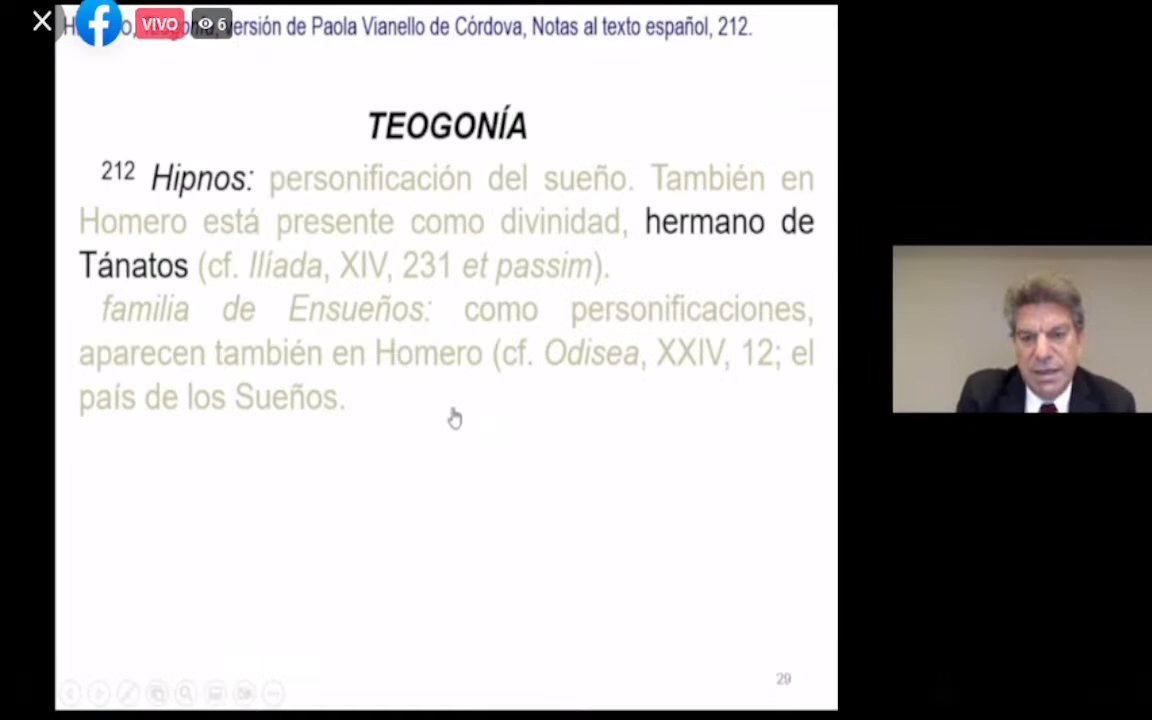 VIVO 6
versión de Paola Vianello de Córdova, Notas al texto español, 212.
TEOGONÍA
212 Hipnos: personificación del sueño. También en
Homero está presente como divinidad, hermano de
Tánatos (cf. Ilíada, XIV, 231 et passim).
familia de Ensueños: como personificaciones,
aparecen también en Homero (cf. Odisea, XXIV, 12; el
país de los Sueños.
29